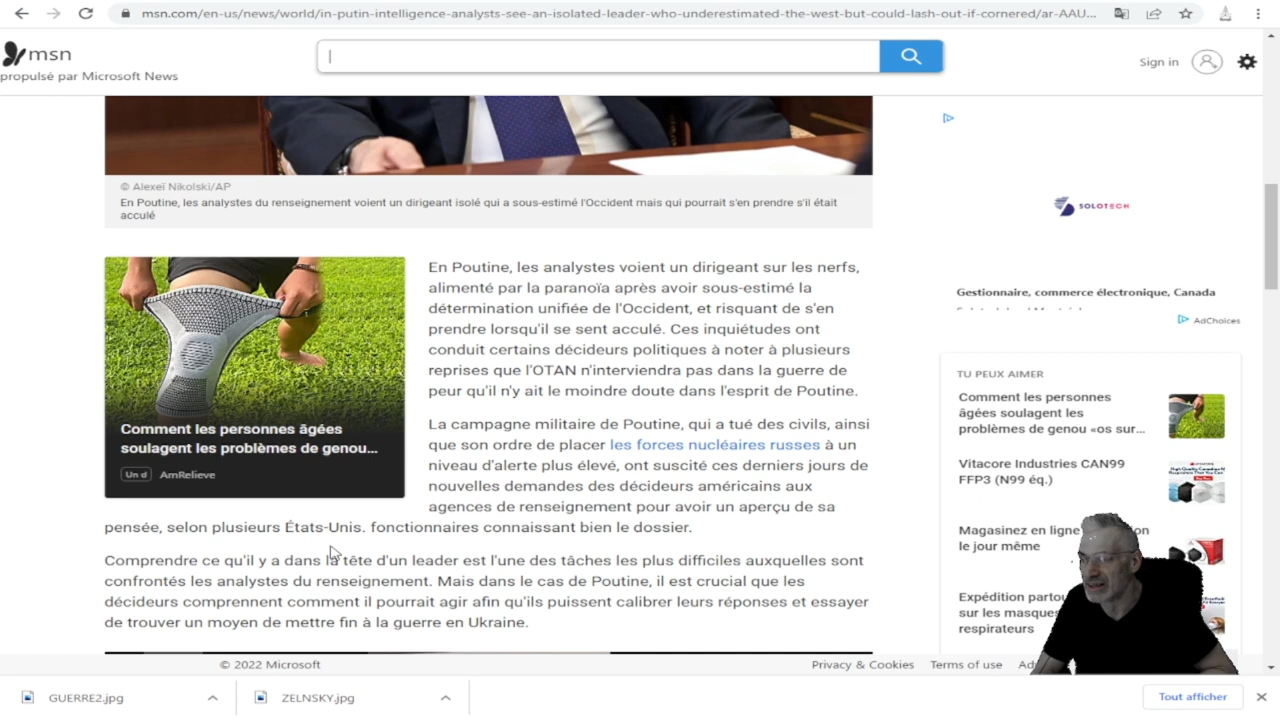 msn.com/en-us/news/world/in-putin-intelligence-analysts-see-an-isolated-leader-who-underestimated-the-west-but-could-lash-out-if-cornered/ar-AAU...
msn
propulsé par Microsoft News
Sign in
© Alexeï Nikolski/AP
En Poutine, les analystes du renseignement voient un dirigeant isolé qui a sous-estimé l'Occident mais qui pourrait s'en prendre s'il était
acculé
Comment les personnes âgées
soulagent les problèmes de genou...
Un d AmRelieve
En Poutine, les analystes voient un dirigeant sur les nerfs,
alimenté par la paranoïa après avoir sous-estimé la
détermination unifiée de l'Occident, et risquant de s'en
prendre lorsqu'il se sent acculé. Ces inquiétudes ont
conduit certains décideurs politiques à noter à plusieurs
reprises que l'OTAN n'interviendra pas dans la guerre de
peur qu'il n'y ait le moindre doute dans l'esprit de Poutine.
La campagne militaire de Poutine, qui a tué des civils, ainsi
que son ordre de placer les forces nucléaires russes à un
niveau d'alerte plus élevé, ont suscité ces derniers jours de
nouvelles demandes des décideurs américains aux
agences de renseignement pour avoir un aperçu de sa
pensée, selon plusieurs États-Unis. fonctionnaires connaissant bien le dossier.
Comprendre ce qu'il y a dans la tête d'un leader est l'une des tâches les plus difficiles auxquelles sont
confrontés les analystes du renseignement. Mais dans le cas de Poutine, il est crucial que les
décideurs comprennent comment il pourrait agir afin qu'ils puissent calibrer leurs réponses et essayer
de trouver un moyen de mettre fin à la guerre en Ukraine.
SOLOTECH
Gestionnaire, commerce électronique, Canada
AdChoices
TU PEUX AIMER
Comment les personnes
âgées soulagent les
problèmes de genou «os sur...
Vitacore Industries CAN99
FFP3 (N99 éq.)
Magasinez en ligne
le jour même
Expédition
sur les masques
respirateurs
© 2022 Microsoft
Privacy & Cookies
Terms of use
GUERRE2.jpg
ZELNSKY.jpg
Tout afficher